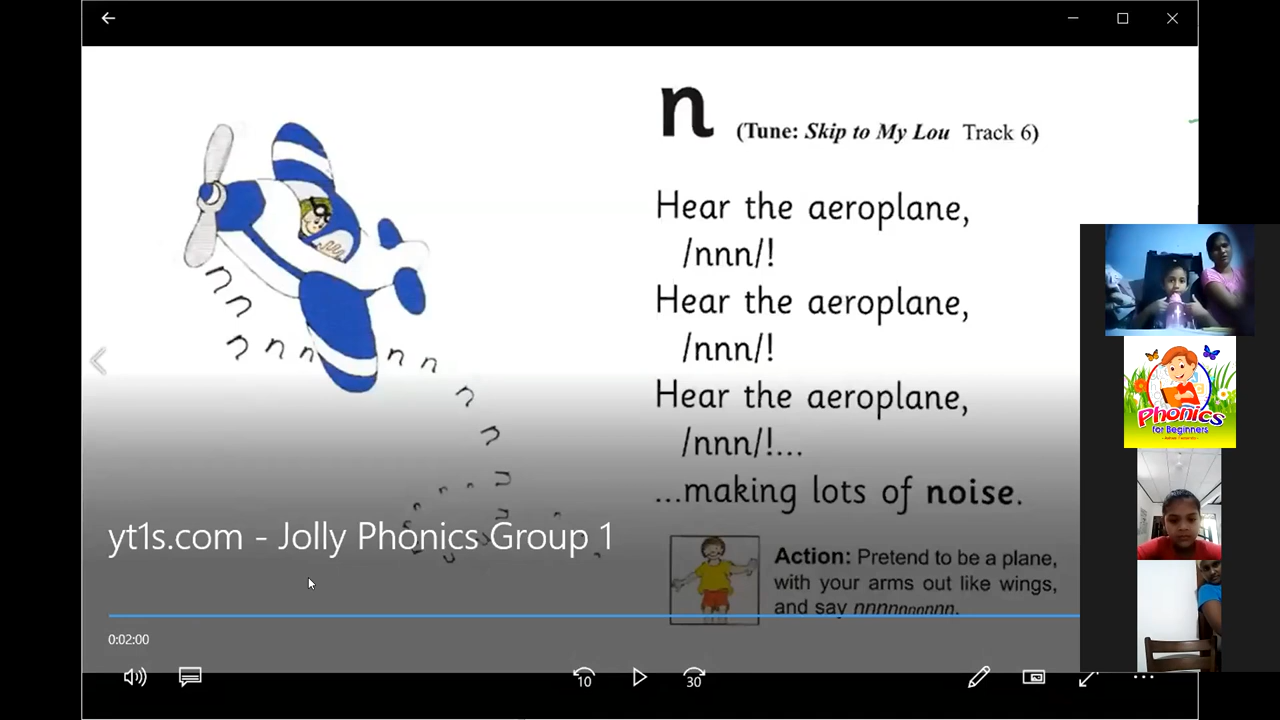 n (Tune: Skip to My Lou Track 6)
Hear the aeroplane,
/nnn/!
Hear the aeroplane,
/nnn/!
Hear the aeroplane,
/nnn/!...
...making lots of noise.
Action: Pretend to be a plane,
with your arms out like wings,
and say nnnnnnnnnn.
n
n
n n n n n
n
n
yt1s.com - Jolly Phonics Group 1
0:02:00
10
30
Phonics
for Beginners